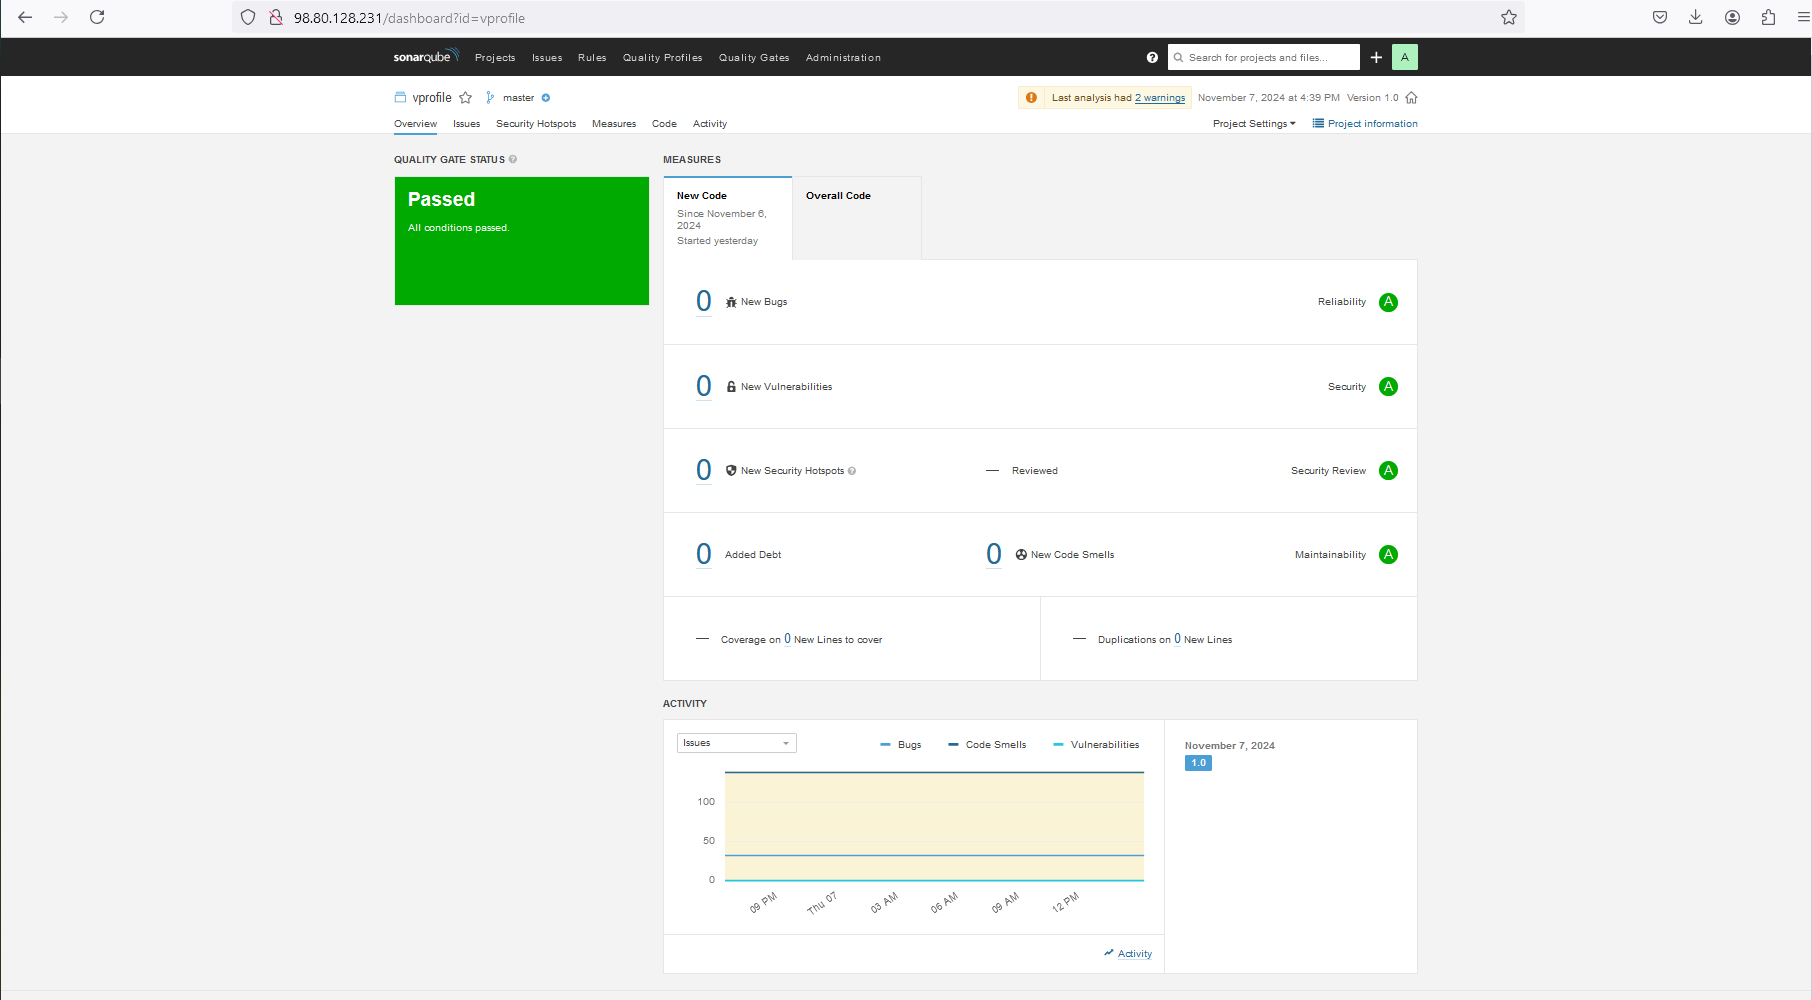 98.80.128.231/dashboard?id=vprofile
sonarqube Projects Issues Rules Quality Profiles Quality Gates Administration
Search for projects and files...
A
vprofile master
Last analysis had 2 warnings November 7, 2024 at 4:39 PM Version 1.0
Overview Issues Security Hotspots Measures Code Activity
Project Settings Project information
QUALITY GATE STATUS
Passed
All conditions passed.
MEASURES
New Code
Since November 6,
2024
Started yesterday
Overall Code
0 New Bugs Reliability A
0 New Vulnerabilities Security A
0 New Security Hotspots — Reviewed Security Review A
0 Added Debt 0 New Code Smells Maintainability A
— Coverage on 0 New Lines to cover
— Duplications on 0 New Lines
ACTIVITY
Issues
Bugs Code Smells Vulnerabilities
100
50
0
09 PM Thu 07 03 AM 06 AM 09 AM 12 PM
Activity
November 7, 2024
1.0